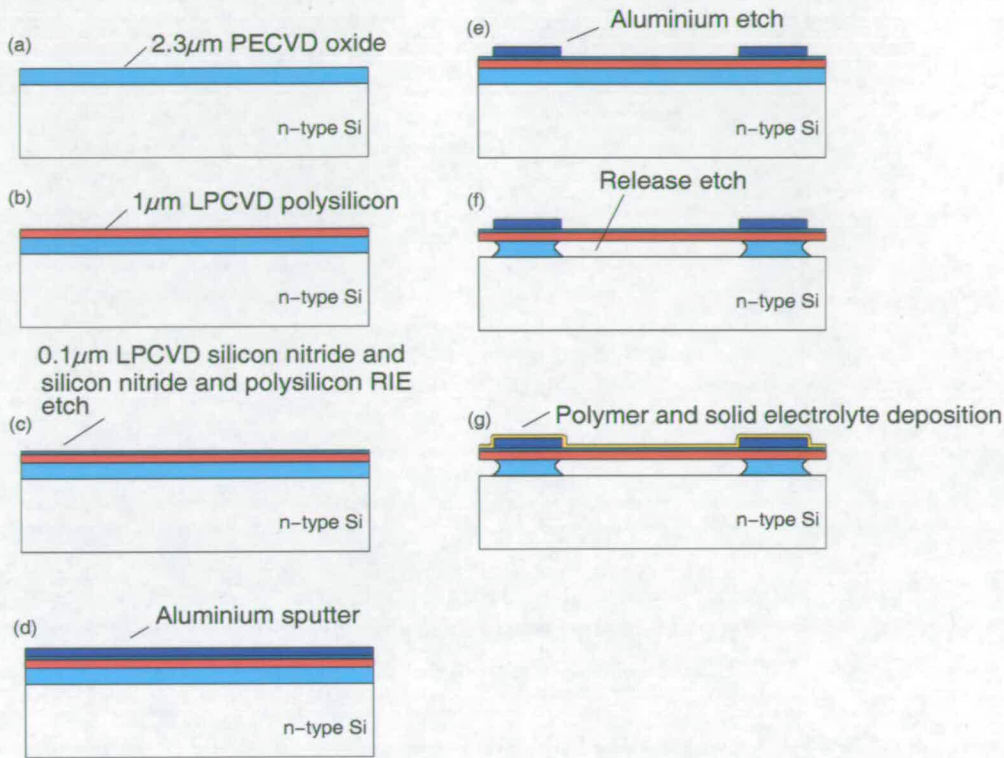 (a)
2.3µm PECVD oxide
n-type Si
(b)
1µm LPCVD polysilicon
n-type Si
0.1µm LPCVD silicon nitride and
silicon nitride and polysilicon RIE
etch
(c)
n-type Si
Aluminium sputter
(d)
n-type Si
(e)
Aluminium etch
n-type Si
Release etch
(f)
n-type Si
(g)
Polymer and solid electrolyte deposition
n-type Si